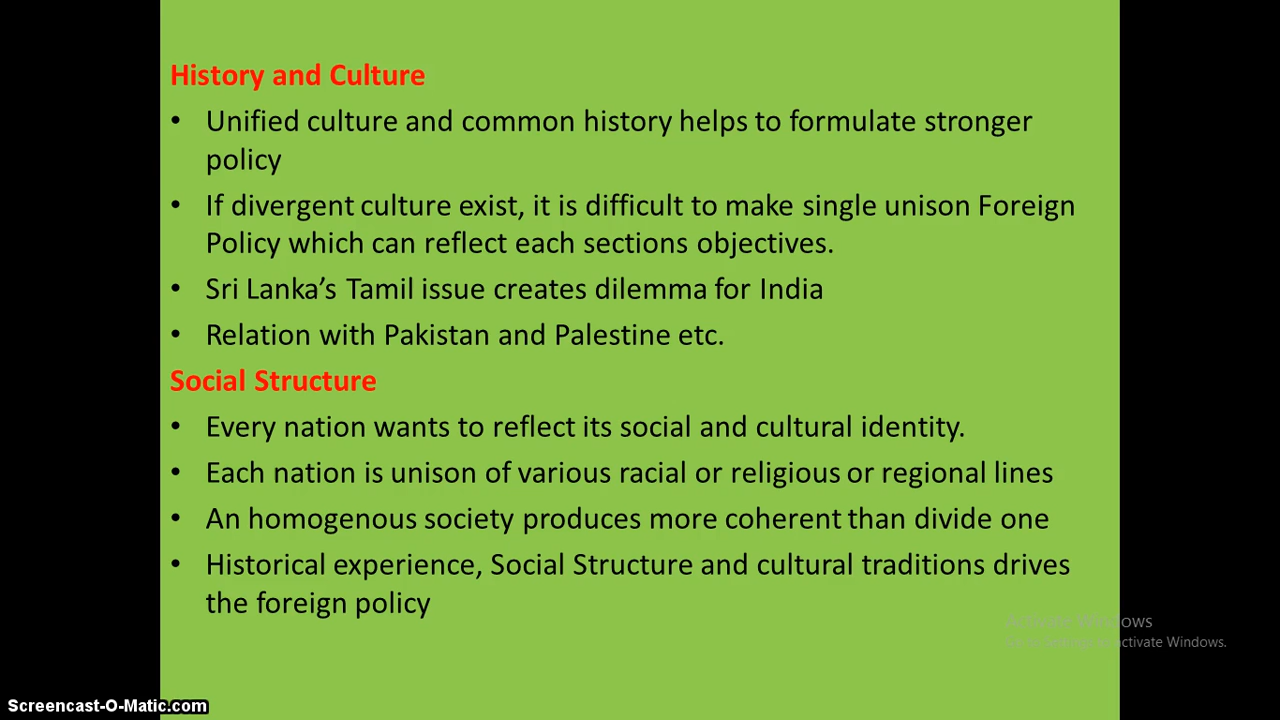 History and Culture
• Unified culture and common history helps to formulate stronger
policy
• If divergent culture exist, it is difficult to make single unison Foreign
Policy which can reflect each sections objectives.
• Sri Lanka's Tamil issue creates dilemma for India
• Relation with Pakistan and Palestine etc.
Social Structure
• Every nation wants to reflect its social and cultural identity.
• Each nation is unison of various racial or religious or regional lines
• An homogenous society produces more coherent than divide one
• Historical experience, Social Structure and cultural traditions drives
the foreign policy
Activate Windows
Go to Settings to activate Windows.
Screencast-O-Matic.com